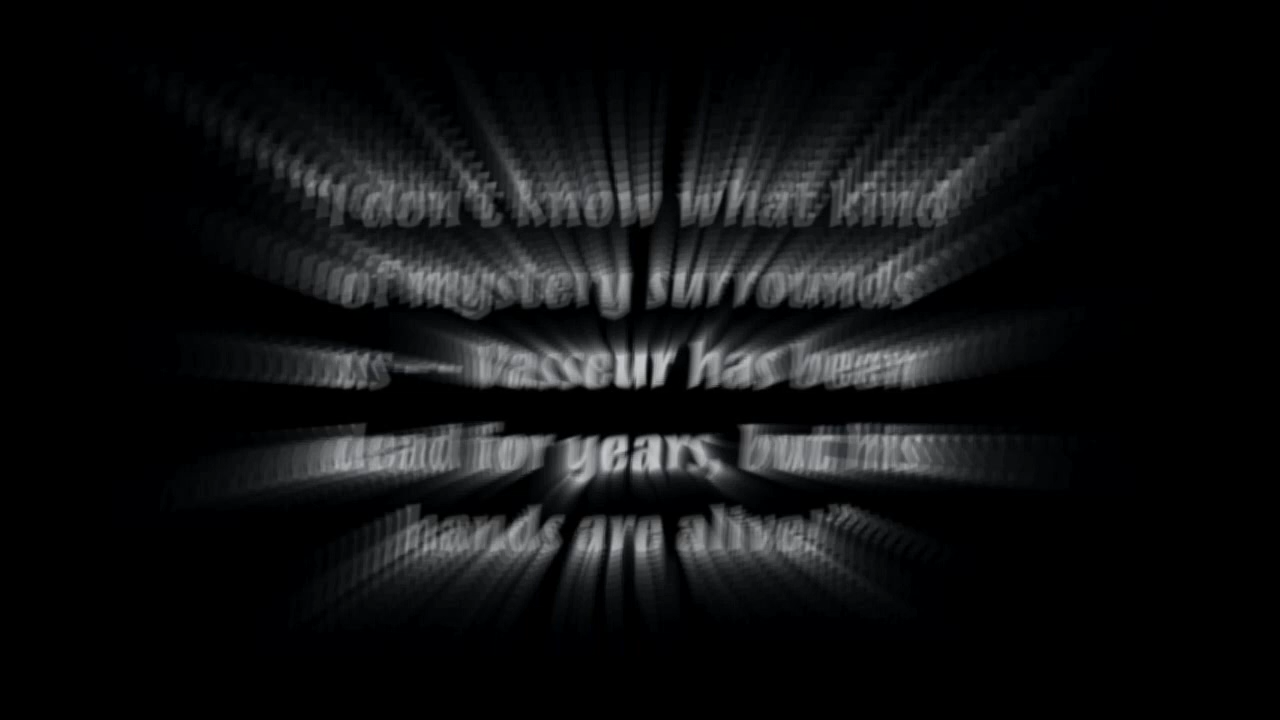 "I don't know what kind
of mystery surrounds
us — Vasseur has been
dead for years, but his
hands are alive!"